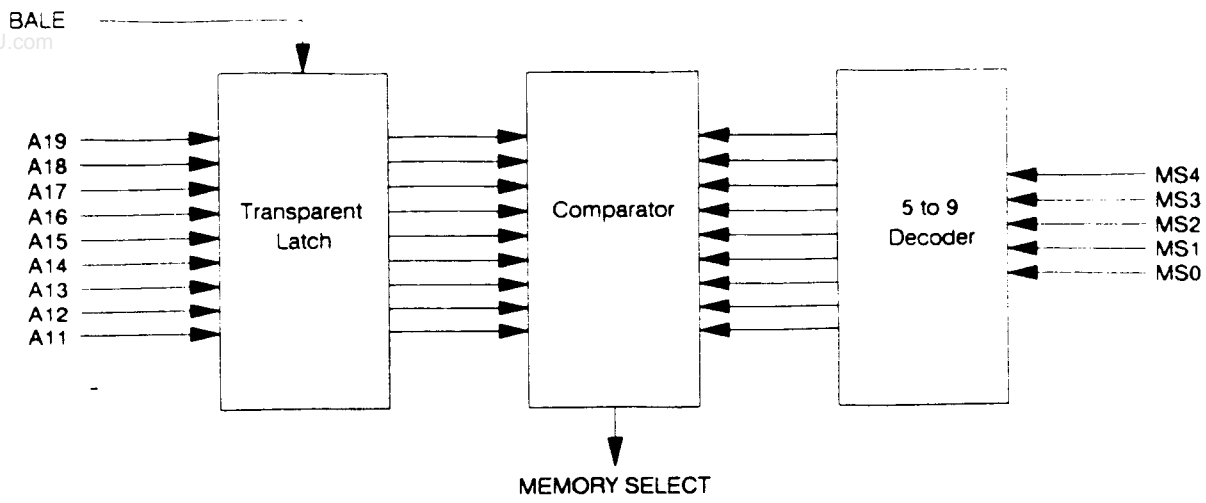 BALE
U.com
A19
A18
A17
A16
A15
A14
A13
A12
A11
Transparent
Latch
Comparator
5 to 9
Decoder
MS4
MS3
MS2
MS1
MS0
MEMORY SELECT